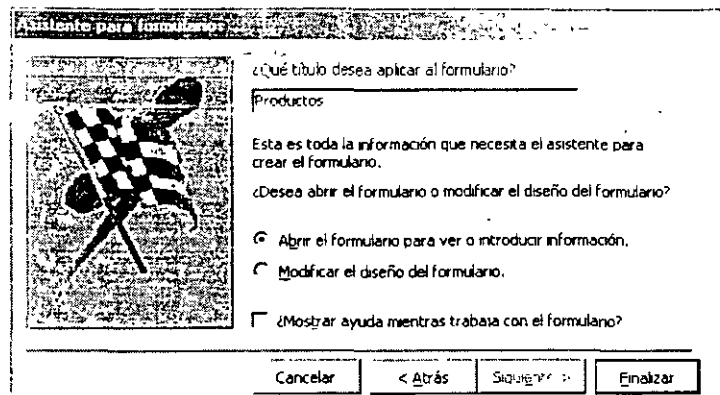 Asistente para formularios
¿Qué título desea aplicar al formulario?
Productos
Esta es toda la información que necesita el asistente para
crear el formulario.
¿Desea abrir el formulario o modificar el diseño del formulario?
Abrir el formulario para ver o introducir información.
Modificar el diseño del formulario.
¿Mostrar ayuda mientras trabaja con el formulario?
Cancelar
< Atrás
Siguiente >
Finalizar